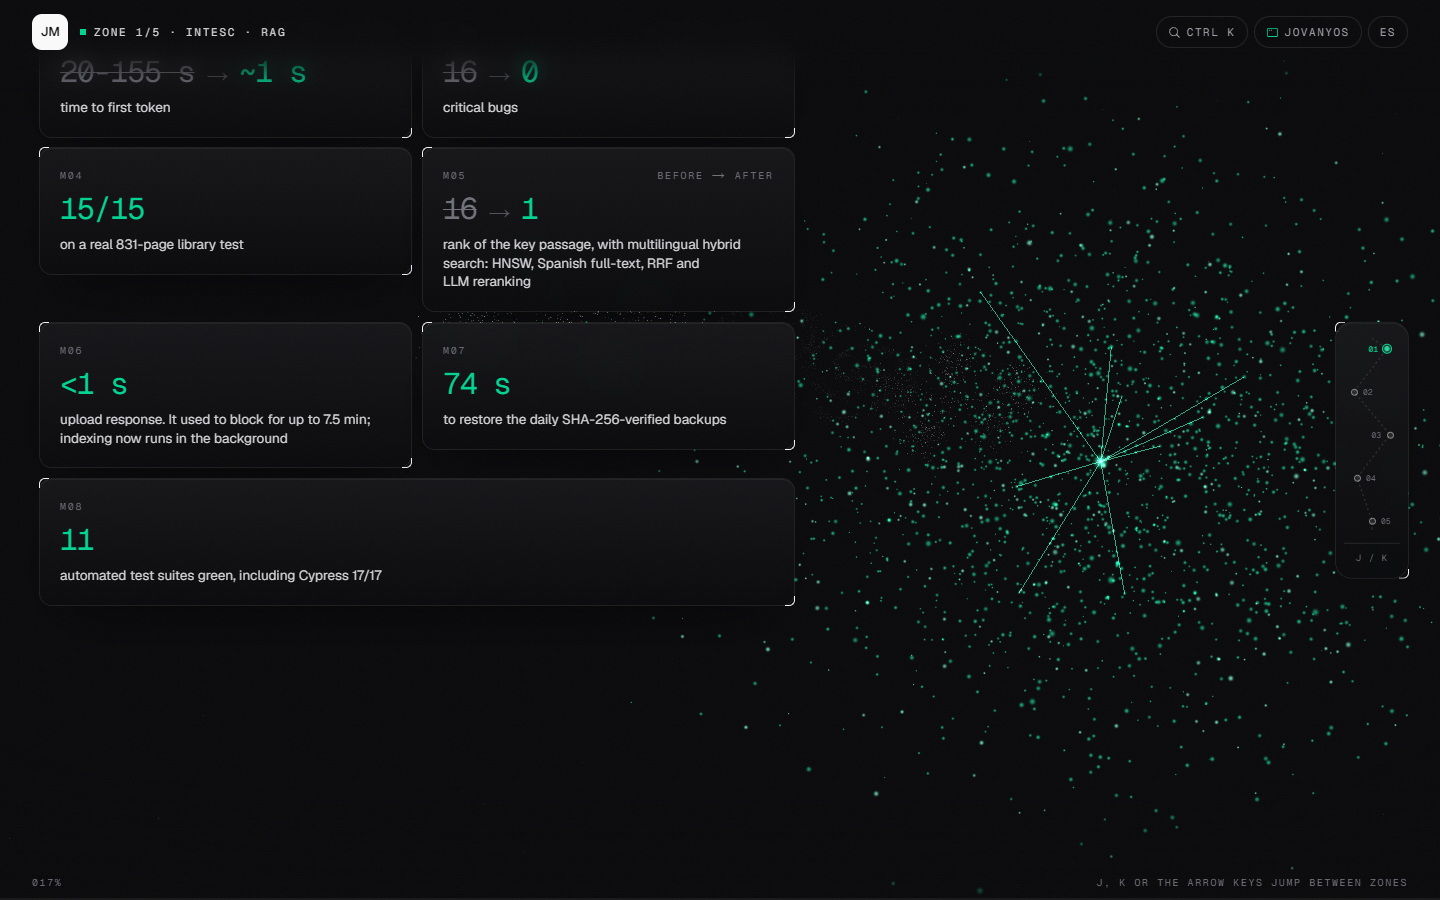 JM
ZONE 1/5 · INTESC · RAG
CTRL K
JOVANYOS
ES
20-155 s → ~1 s
time to first token
16 → 0
critical bugs
M04
15/15
on a real 831-page library test
M05
BEFORE → AFTER
16 → 1
rank of the key passage, with multilingual hybrid
search: HNSW, Spanish full-text, RRF and
LLM reranking
M06
<1 s
upload response. It used to block for up to 7.5 min;
indexing now runs in the background
M07
74 s
to restore the daily SHA-256-verified backups
M08
11
automated test suites green, including Cypress 17/17
01
02
03
04
05
J / K
017%
J, K OR THE ARROW KEYS JUMP BETWEEN ZONES